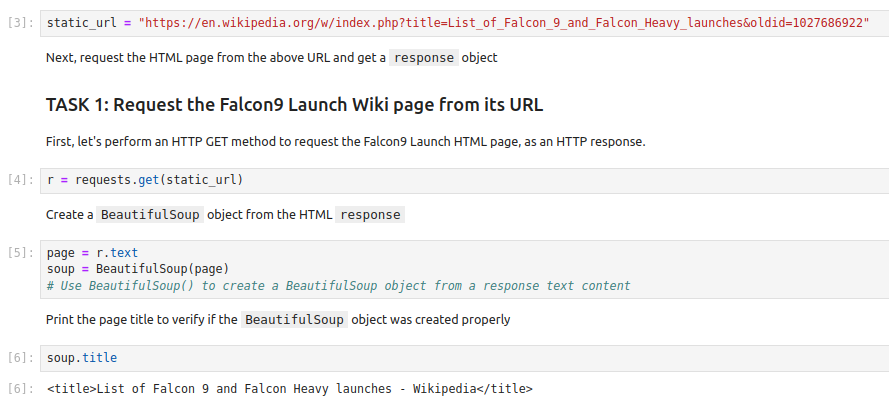 [3]: static_url = "https://en.wikipedia.org/w/index.php?title=List_of_Falcon_9_and_Falcon_Heavy_launches&oldid=1027686922"
Next, request the HTML page from the above URL and get a response object
TASK 1: Request the Falcon9 Launch Wiki page from its URL
First, let's perform an HTTP GET method to request the Falcon9 Launch HTML page, as an HTTP response.
[4]: r = requests.get(static_url)
Create a BeautifulSoup object from the HTML response
[5]: page = r.text
soup = BeautifulSoup(page)
# Use BeautifulSoup() to create a BeautifulSoup object from a response text content
Print the page title to verify if the BeautifulSoup object was created properly
[6]: soup.title
[6]: <title>List of Falcon 9 and Falcon Heavy launches - Wikipedia</title>